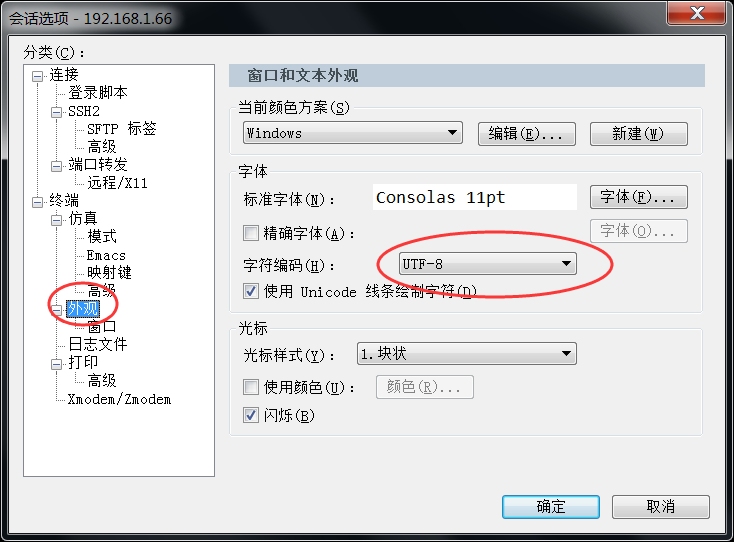 会话选项 - 192.168.1.66
分类(C)：
连接
登录脚本
SSH2
SFTP 标签
高级
端口转发
远程/X11
终端
仿真
模式
Emacs
映射键
高级
外观
窗口
日志文件
打印
高级
Xmodem/Zmodem
窗口和文本外观
当前颜色方案(S)
Windows 编辑(E)... 新建(W)
字体
标准字体(N)： Consolas 11pt 字体(F)...
精确字体(A)： 字体(O)...
字符编码(H)： UTF-8
使用 Unicode 线条绘制字符(D)
光标
光标样式(Y)： 1.块状
使用颜色(U)： 颜色(R)...
闪烁(B)
确定 取消